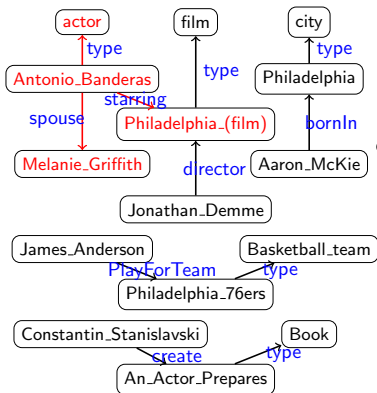 actor
film
city
type
type
type
Antonio_Banderas
Philadelphia
starring
spouse
Philadelphia_(film)
bornIn
Melanie_Griffith
director
Aaron_McKie
Jonathan_Demme
James_Anderson
Basketball_team
PlayForTeam
type
Philadelphia_76ers
Constantin_Stanislavski
Book
create
type
An_Actor_Prepares